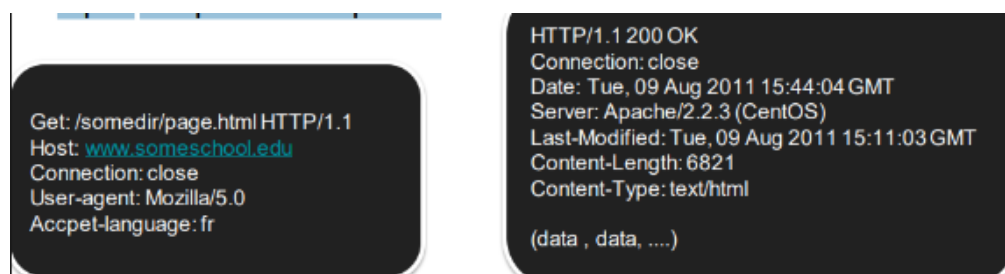 Get: /somedir/page.html HTTP/1.1
Host: www.someschool.edu
Connection: close
User-agent: Mozilla/5.0
Accpet-language: fr
HTTP/1.1 200 OK
Connection: close
Date: Tue, 09 Aug 2011 15:44:04 GMT
Server: Apache/2.2.3 (CentOS)
Last-Modified: Tue, 09 Aug 2011 15:11:03 GMT
Content-Length: 6821
Content-Type: text/html
(data , data, ....)